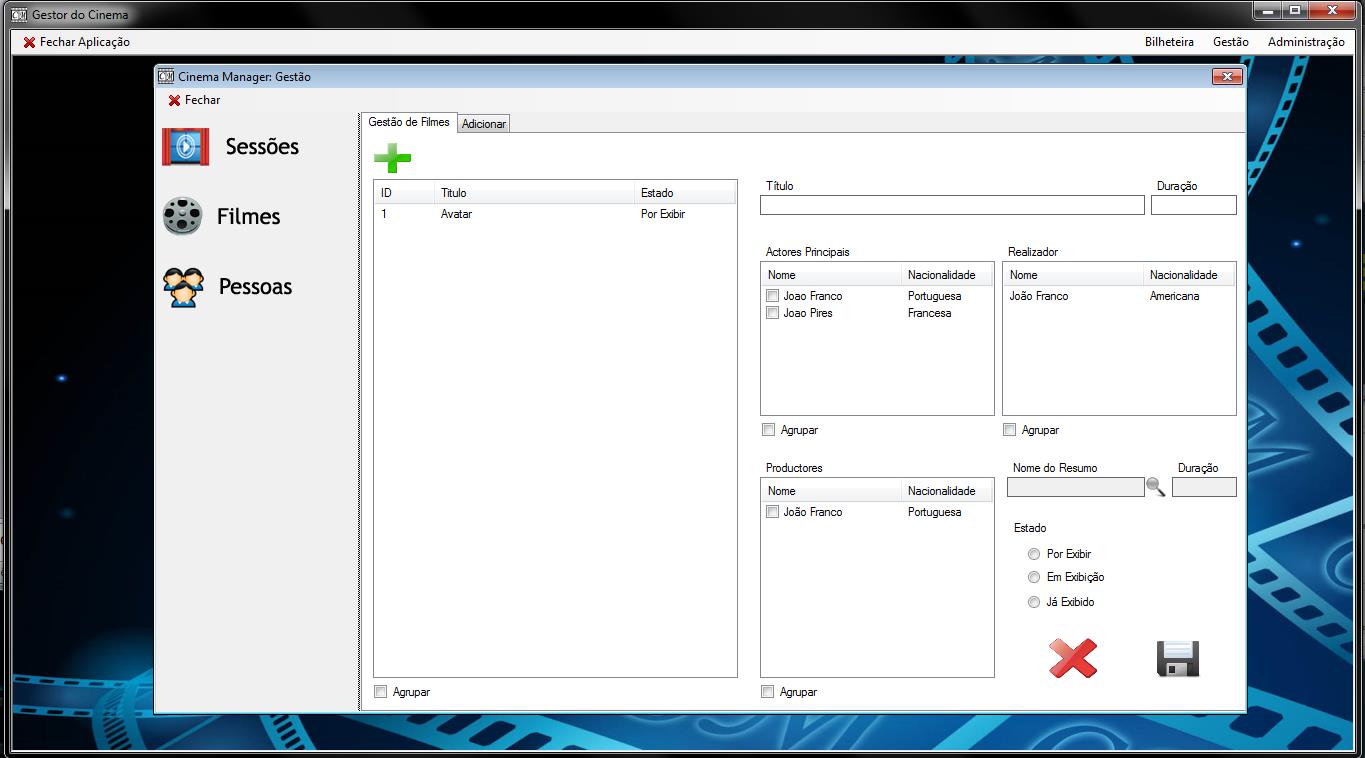 Gestor do Cinema
Fechar Aplicação
Bilheteira Gestão Administração
Cinema Manager: Gestão
Fechar
Sessões
Filmes
Pessoas
Gestão de Filmes Adicionar
ID Titulo Estado
1 Avatar Por Exibir
Agrupar
Título Duração
Actores Principais
Nome Nacionalidade
Joao Franco Portuguesa
Joao Pires Francesa
Agrupar
Realizador
Nome Nacionalidade
João Franco Americana
Agrupar
Productores
Nome Nacionalidade
João Franco Portuguesa
Agrupar
Nome do Resumo Duração
Estado
Por Exibir
Em Exibição
Já Exibido